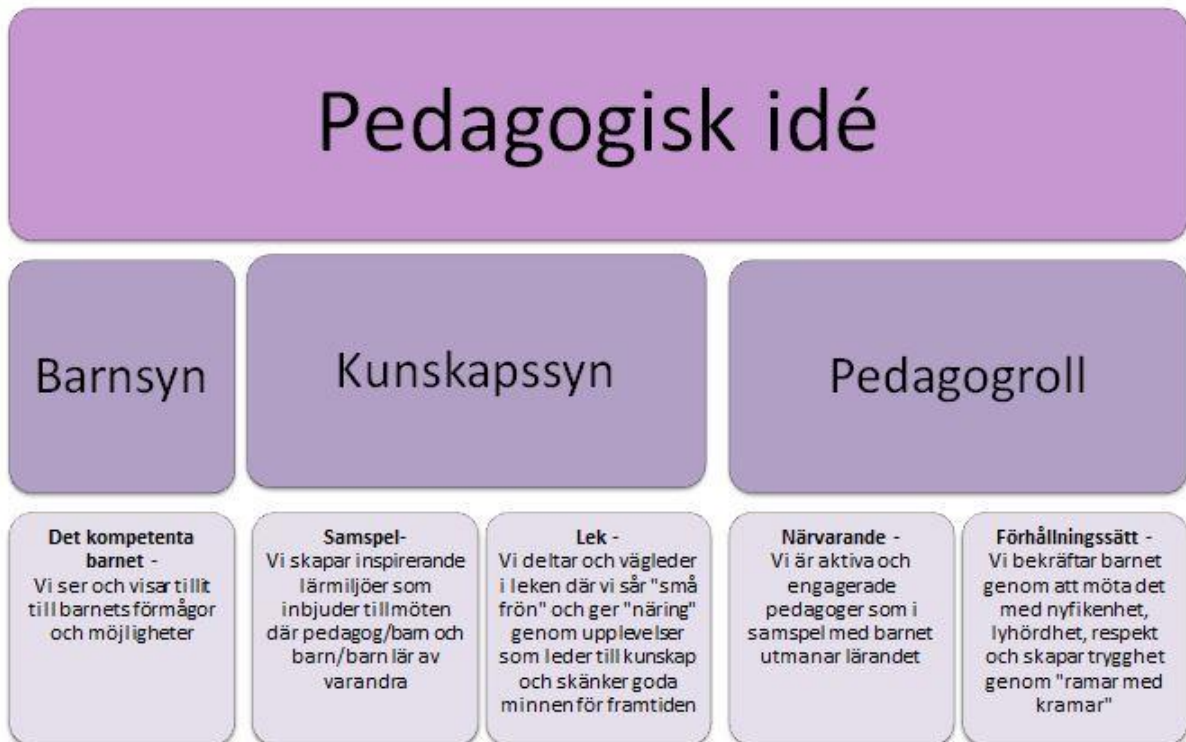 Pedagogisk idé
Barnsyn
Kunskapssyn
Pedagogroll
Det kompetenta
barnet -
Vi ser och visar tillit
till barnets förmågor
och möjligheter
Samspel-
Vi skapar inspirerande
lärmiljöer som
inbjuder till möten
där pedagog/barn och
barn/barn lär av
varandra
Lek -
Vi deltar och vägleder
i leken där vi sår "små
frön" och ger "näring"
genom upplevelser
som leder till kunskap
och skänker goda
minnen för framtiden
Närvarande -
Vi är aktiva och
engagerade
pedagoger som i
samspel med barnet
utmanar lärandet
Förhållningssätt -
Vi bekräftar barnet
genom att möta det
med nyfikenhet,
lyhördhet, respekt
och skapar trygghet
genom "ramar med
kramar"